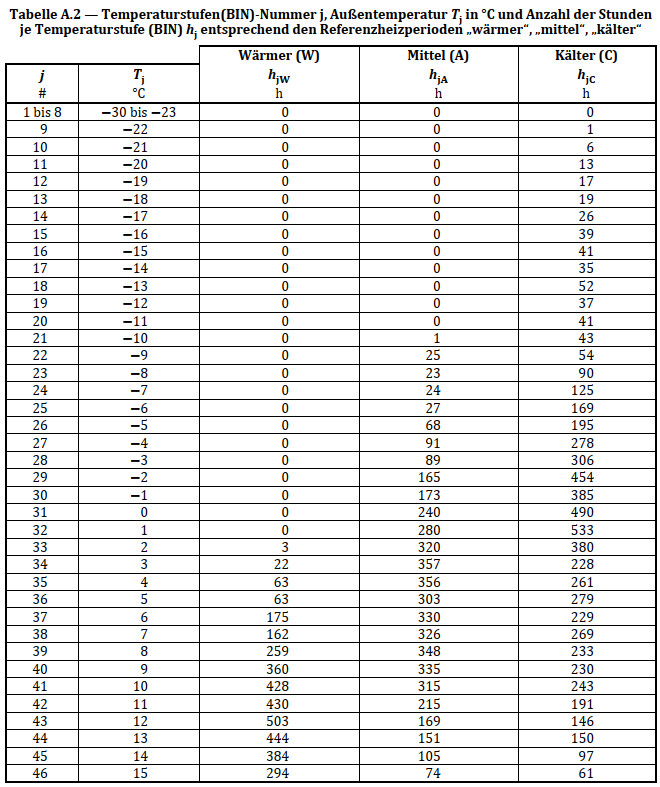 Tabelle A.2 — Temperaturstufen(BIN)-Nummer j, Außentemperatur Tj in °C und Anzahl der Stunden
je Temperaturstufe (BIN) hj entsprechend den Referenzheizperioden „wärmer“, „mittel“, „kälter“
Wärmer (W) Mittel (A) Kälter (C)
j Tj hjW hjA hjC
# °C h h h
1 bis 8 −30 bis −23 0 0 0
9 −22 0 0 1
10 −21 0 0 6
11 −20 0 0 13
12 −19 0 0 17
13 −18 0 0 19
14 −17 0 0 26
15 −16 0 0 39
16 −15 0 0 41
17 −14 0 0 35
18 −13 0 0 52
19 −12 0 0 37
20 −11 0 0 41
21 −10 0 1 43
22 −9 0 25 54
23 −8 0 23 90
24 −7 0 24 125
25 −6 0 27 169
26 −5 0 68 195
27 −4 0 91 278
28 −3 0 89 306
29 −2 0 165 454
30 −1 0 173 385
31 0 0 240 490
32 1 0 280 533
33 2 3 320 380
34 3 22 357 228
35 4 63 356 261
36 5 63 303 279
37 6 175 330 229
38 7 162 326 269
39 8 259 348 233
40 9 360 335 230
41 10 428 315 243
42 11 430 215 191
43 12 503 169 146
44 13 444 151 150
45 14 384 105 97
46 15 294 74 61